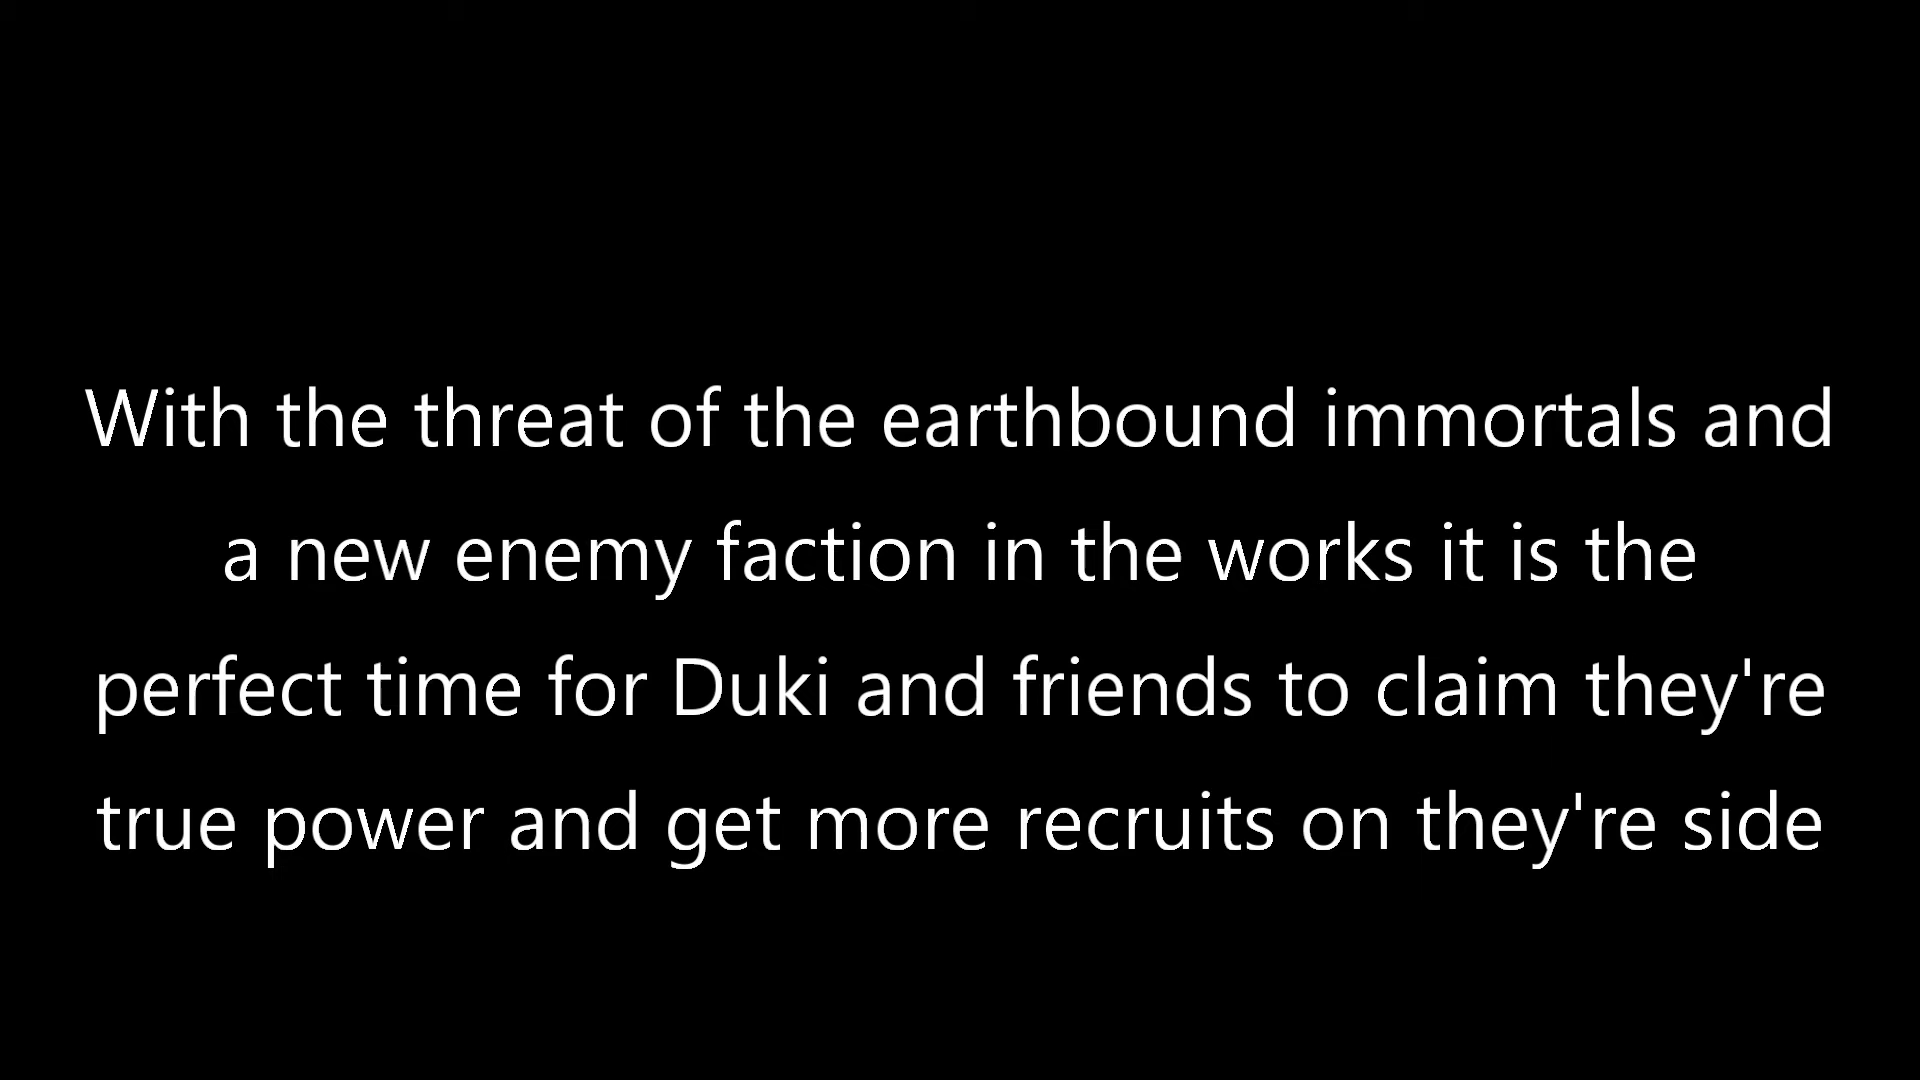 With the threat of the earthbound immortals and
a new enemy faction in the works it is the
perfect time for Duki and friends to claim they're
true power and get more recruits on they're side